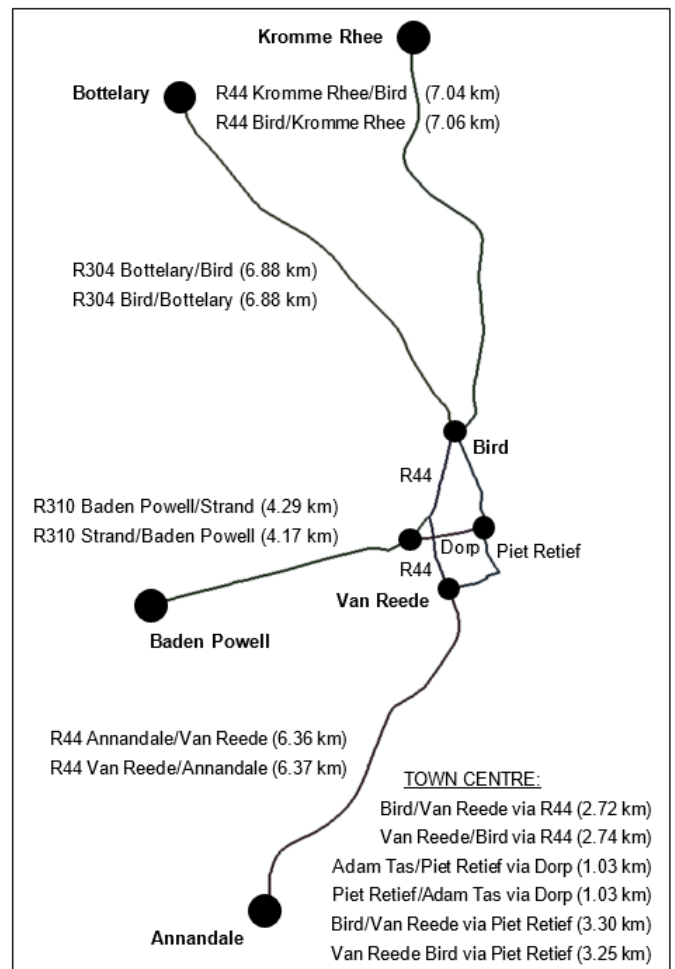 Kromme Rhee
Bottelary
R44 Kromme Rhee/Bird (7.04 km)
R44 Bird/Kromme Rhee (7.06 km)
R304 Bottelary/Bird (6.88 km)
R304 Bird/Bottelary (6.88 km)
Bird
R44
R310 Baden Powell/Strand (4.29 km)
R310 Strand/Baden Powell (4.17 km)
Dorp
Piet Retief
R44
Van Reede
Baden Powell
R44 Annandale/Van Reede (6.36 km)
R44 Van Reede/Annandale (6.37 km)
TOWN CENTRE:
Bird/Van Reede via R44 (2.72 km)
Van Reede/Bird via R44 (2.74 km)
Adam Tas/Piet Retief via Dorp (1.03 km)
Piet Retief/Adam Tas via Dorp (1.03 km)
Bird/Van Reede via Piet Retief (3.30 km)
Van Reede Bird via Piet Retief (3.25 km)
Annandale